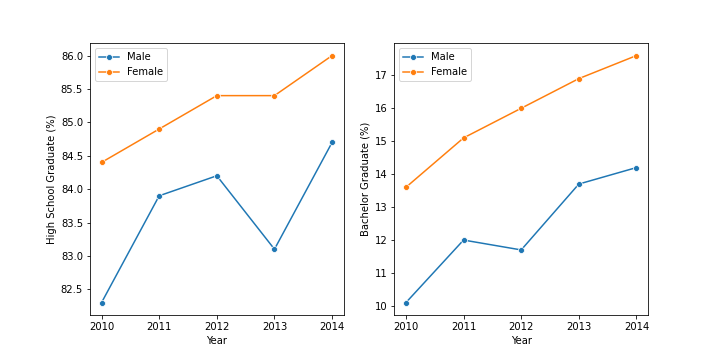 High School Graduate (%)
86.0
85.5
85.0
84.5
84.0
83.5
83.0
82.5
Male
Female
2010 2011 2012 2013 2014
Year
Bachelor Graduate (%)
17
16
15
14
13
12
11
10
Male
Female
2010 2011 2012 2013 2014
Year